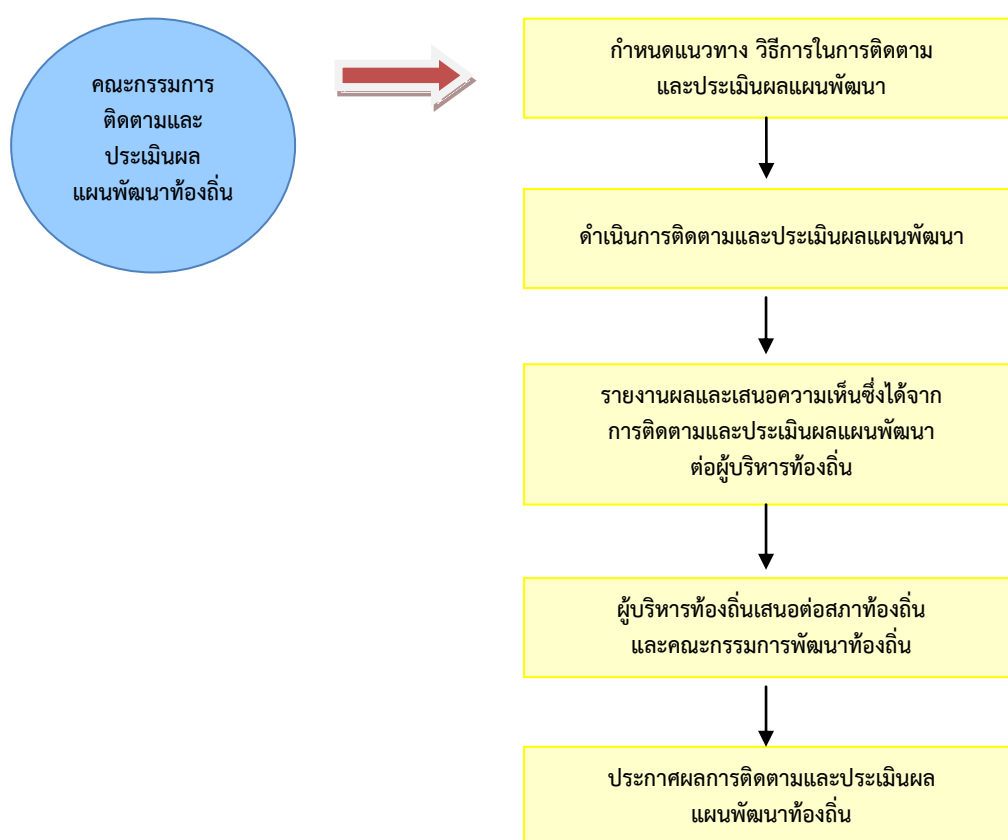 คณะกรรมการ
ติดตามและ
ประเมินผล
แผนพัฒนาท้องถิ่น
กำหนดแนวทาง วิธีการในการติดตาม
และประเมินผลแผนพัฒนา
ดำเนินการติดตามและประเมินผลแผนพัฒนา
รายงานผลและเสนอความเห็นซึ่งได้จาก
การติดตามและประเมินผลแผนพัฒนา
ต่อผู้บริหารท้องถิ่น
ผู้บริหารท้องถิ่นเสนอต่อสภาท้องถิ่น
และคณะกรรมการพัฒนาท้องถิ่น
ประกาศผลการติดตามและประเมินผล
แผนพัฒนาท้องถิ่น